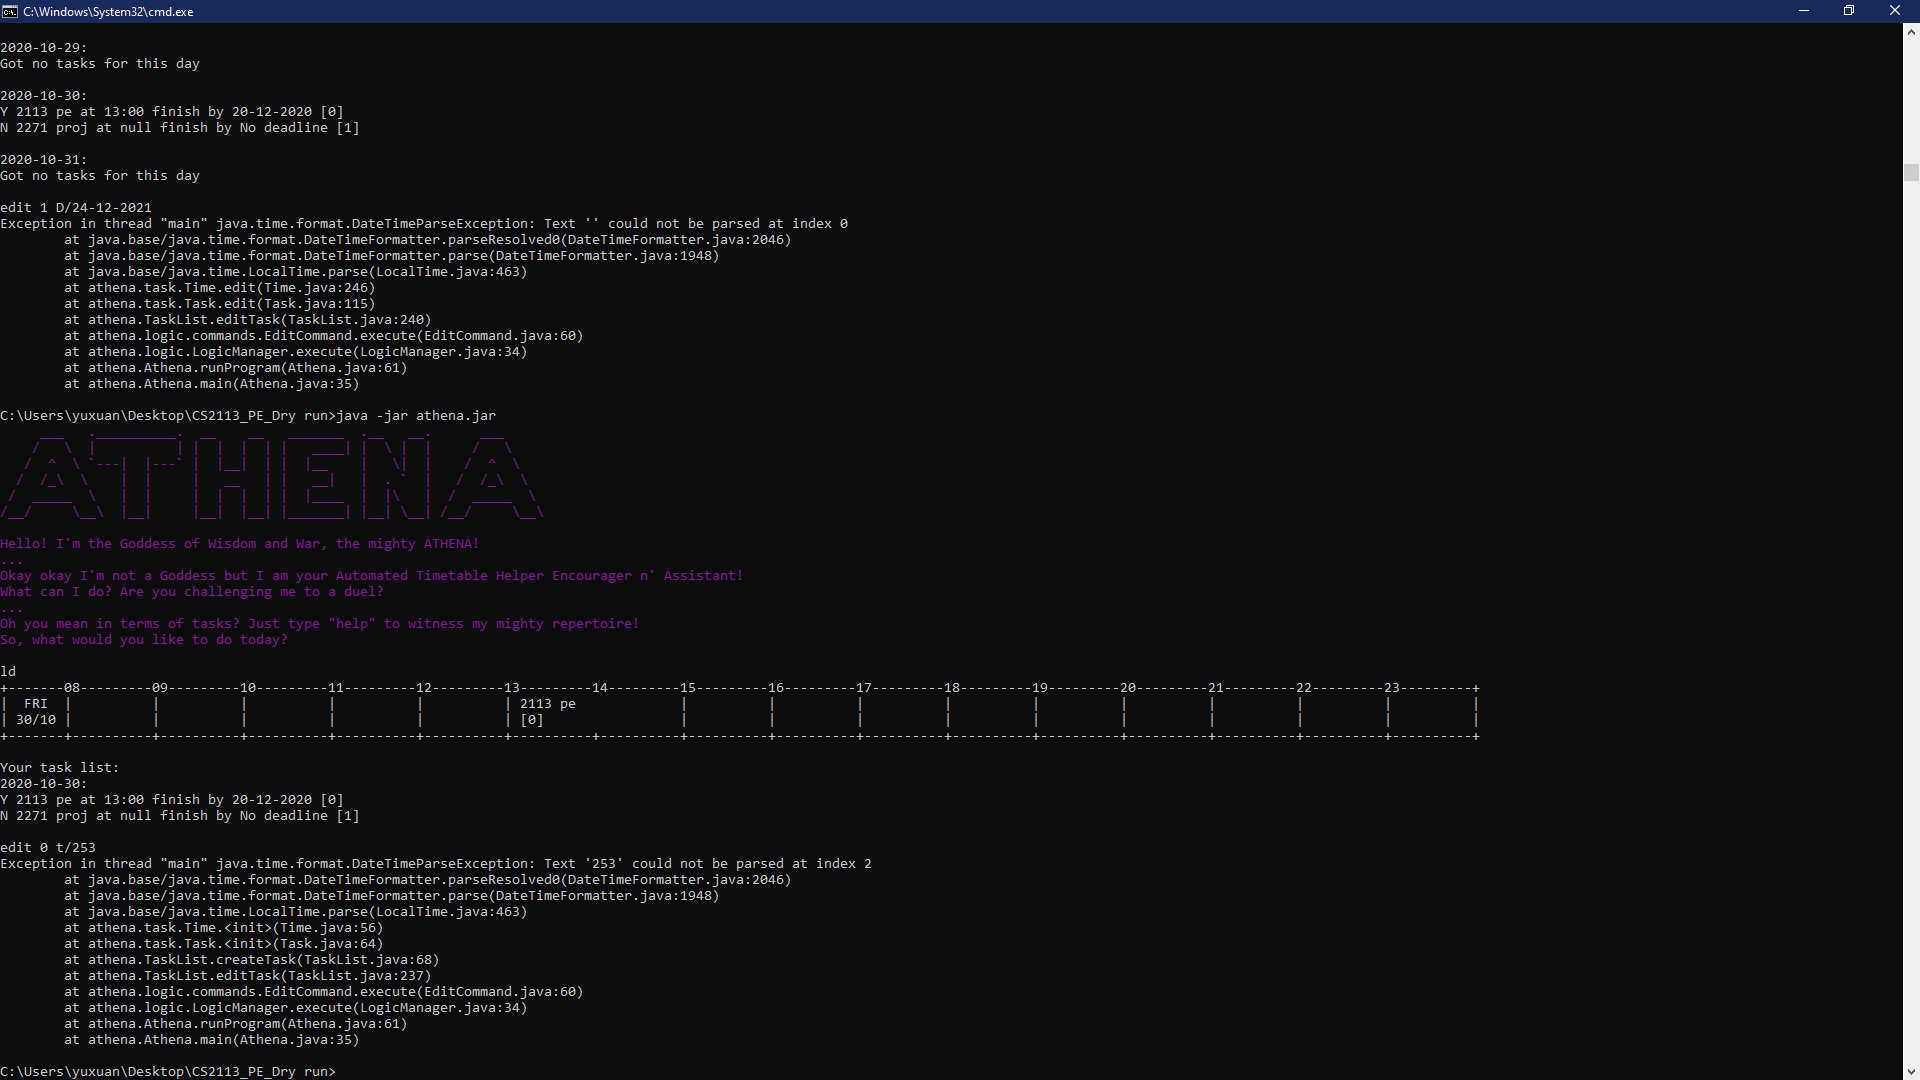 C:\Windows\System32\cmd.exe
2020-10-29:
Got no tasks for this day
2020-10-30:
Y 2113 pe at 13:00 finish by 20-12-2020 [0]
N 2271 proj at null finish by No deadline [1]
2020-10-31:
Got no tasks for this day
edit 1 D/24-12-2021
Exception in thread "main" java.time.format.DateTimeParseException: Text '' could not be parsed at index 0
at java.base/java.time.format.DateTimeFormatter.parseResolved0(DateTimeFormatter.java:2046)
at java.base/java.time.format.DateTimeFormatter.parse(DateTimeFormatter.java:1948)
at java.base/java.time.LocalTime.parse(LocalTime.java:463)
at athena.task.Time.edit(Time.java:246)
at athena.task.Task.edit(Task.java:115)
at athena.TaskList.editTask(TaskList.java:240)
at athena.logic.commands.EditCommand.execute(EditCommand.java:60)
at athena.logic.LogicManager.execute(LogicManager.java:34)
at athena.Athena.runProgram(Athena.java:61)
at athena.Athena.main(Athena.java:35)
C:\Users\yuxuan\Desktop\CS2113_PE_Dry run>java -jar athena.jar
ATHENA
Hello! I'm the Goddess of Wisdom and War, the mighty ATHENA!
...
Okay okay I'm not a Goddess but I am your Automated Timetable Helper Encourager n' Assistant!
What can I do? Are you challenging me to a duel?
...
Oh you mean in terms of tasks? Just type "help" to witness my mighty repertoire!
So, what would you like to do today?
ld
+-------08---------09---------10---------11---------12---------13---------14---------15---------16---------17---------18---------19---------20---------21---------22---------23----------+
|  FRI  |          |          |          |          |          | 2113 pe             |          |          |          |          |          |          |          |          |          |
| 30/10 |          |          |          |          |          | [0]                 |          |          |          |          |          |          |          |          |          |
+-------+----------+----------+----------+----------+----------+----------+----------+----------+----------+----------+----------+----------+----------+----------+----------+----------+
Your task list:
2020-10-30:
Y 2113 pe at 13:00 finish by 20-12-2020 [0]
N 2271 proj at null finish by No deadline [1]
edit 0 t/253
Exception in thread "main" java.time.format.DateTimeParseException: Text '253' could not be parsed at index 2
at java.base/java.time.format.DateTimeFormatter.parseResolved0(DateTimeFormatter.java:2046)
at java.base/java.time.format.DateTimeFormatter.parse(DateTimeFormatter.java:1948)
at java.base/java.time.LocalTime.parse(LocalTime.java:463)
at athena.task.Time.<init>(Time.java:56)
at athena.task.Task.<init>(Task.java:64)
at athena.TaskList.createTask(TaskList.java:68)
at athena.TaskList.editTask(TaskList.java:237)
at athena.logic.commands.EditCommand.execute(EditCommand.java:60)
at athena.logic.LogicManager.execute(LogicManager.java:34)
at athena.Athena.runProgram(Athena.java:61)
at athena.Athena.main(Athena.java:35)
C:\Users\yuxuan\Desktop\CS2113_PE_Dry run>